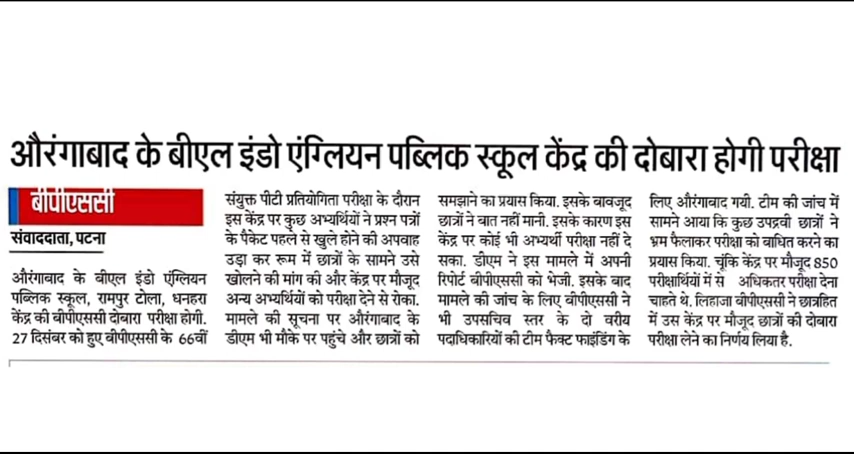 औरंगाबाद के बीएल इंडो एंग्लियन पब्लिक स्कूल केंद्र की दोबारा होगी परीक्षा
बीपीएससी
संवाददाता, पटना
औरंगाबाद के बीएल इंडो एंग्लियन
पब्लिक स्कूल, रामपुर टोला, धनहरा
केंद्र की बीपीएससी दोबारा परीक्षा होगी.
27 दिसंबर को हुए बीपीएससी के 66वीं
संयुक्त पीटी प्रतियोगिता परीक्षा के दौरान
इस केंद्र पर कुछ अभ्यर्थियों ने प्रश्न पत्रों
के पैकेट पहले से खुले होने की अपवाह
उड़ा कर रूम में छात्रों के सामने उसे
खोलने की मांग की और केंद्र पर मौजूद
अन्य अभ्यर्थियों को परीक्षा देने से रोका.
मामले की सूचना पर औरंगाबाद के
डीएम भी मौके पर पहुंचे और छात्रों को
समझाने का प्रयास किया. इसके बावजूद
छात्रों ने बात नहीं मानी. इसके कारण इस
केंद्र पर कोई भी अभ्यर्थी परीक्षा नहीं दे
सका. डीएम ने इस मामले में अपनी
रिपोर्ट बीपीएससी को भेजी. इसके बाद
मामले की जांच के लिए बीपीएससी ने
भी उपसचिव स्तर के दो वरीय
पदाधिकारियों की टीम फैक्ट फाइंडिंग के
लिए औरंगाबाद गयी. टीम की जांच में
सामने आया कि कुछ उपद्रवी छात्रों ने
भ्रम फैलाकर परीक्षा को बाधित करने का
प्रयास किया. चूंकि केंद्र पर मौजूद 850
परीक्षार्थियों में से अधिकतर परीक्षा देना
चाहते थे. लिहाजा बीपीएससी ने छात्रहित
में उस केंद्र पर मौजूद छात्रों की दोबारा
परीक्षा लेने का निर्णय लिया है.